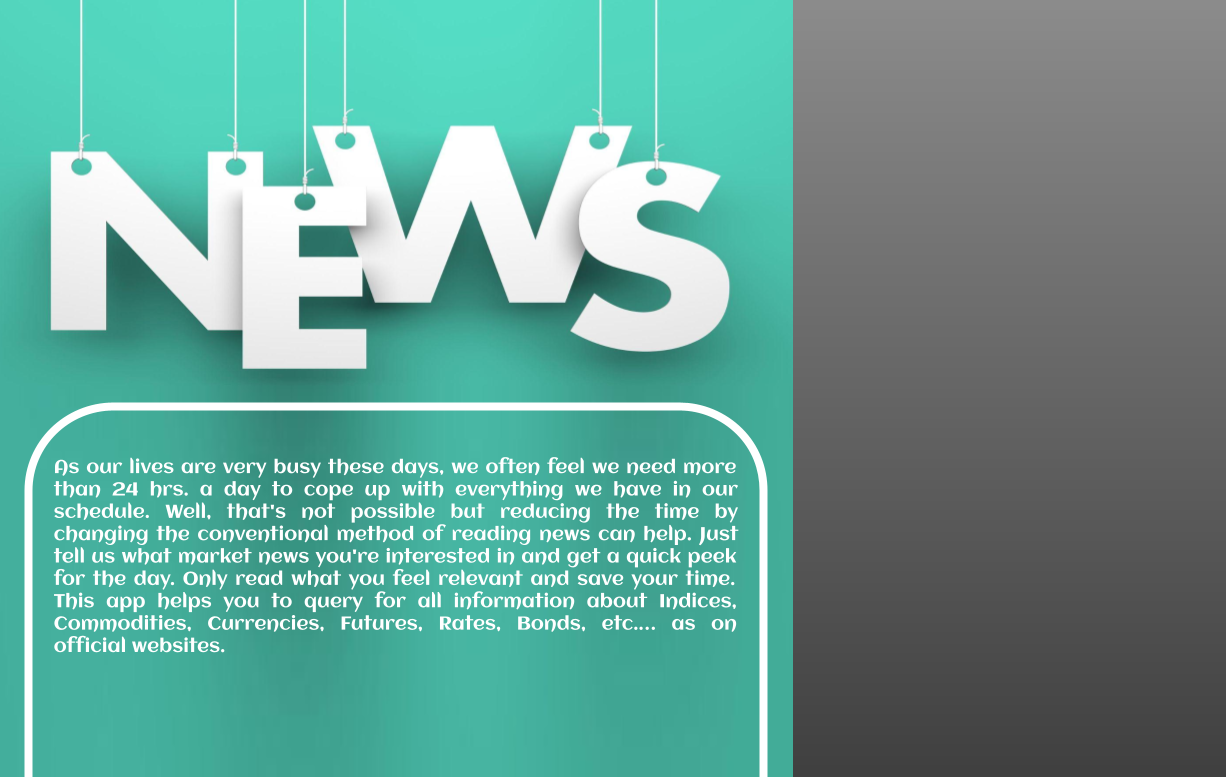 NEWS
As our lives are very busy these days, we often feel we need more
than 24 hrs. a day to cope up with everything we have in our
schedule. Well, that's not possible but reducing the time by
changing the conventional method of reading news can help. Just
tell us what market news you're interested in and get a quick peek
for the day. Only read what you feel relevant and save your time.
This app helps you to query for all information about Indices,
Commodities, Currencies, Futures, Rates, Bonds, etc.... as on
official websites.